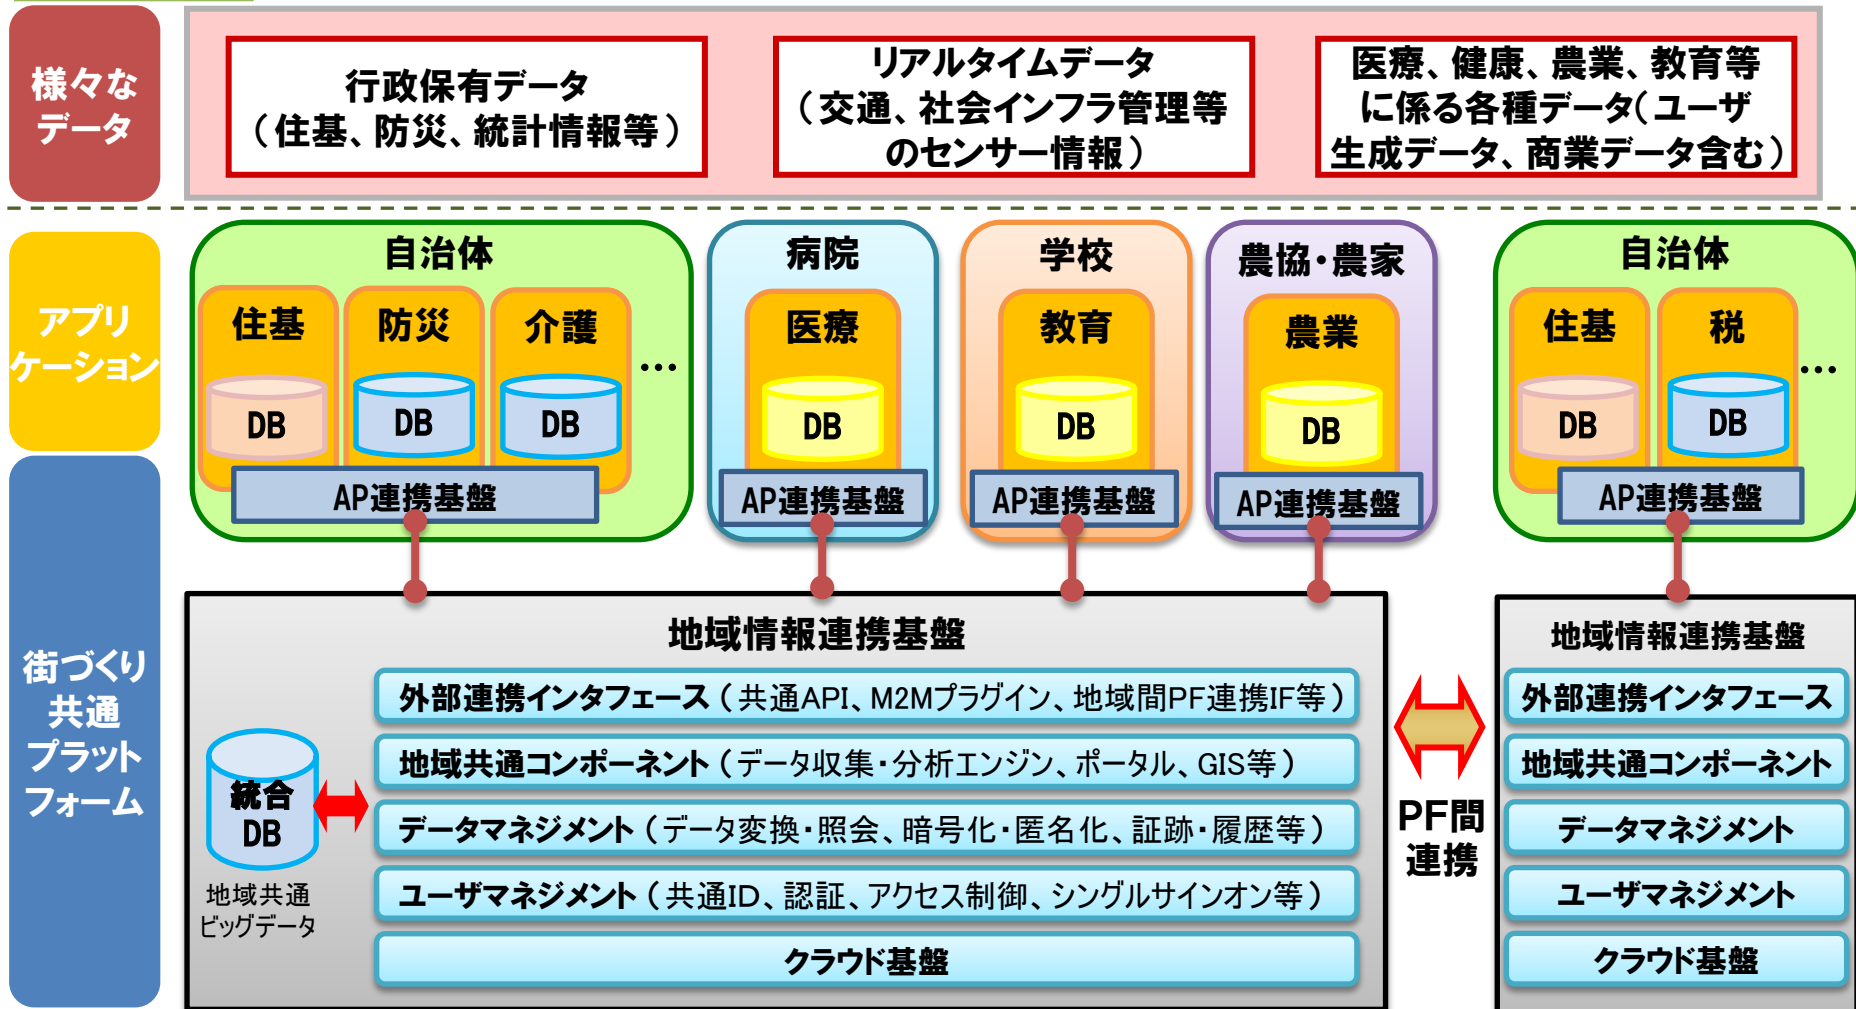 様々な
データ
行政保有データ
（住基、防災、統計情報等）
リアルタイムデータ
（交通、社会インフラ管理等
のセンサー情報）
医療、健康、農業、教育等
に係る各種データ（ユーザ
生成データ、商業データ含む）
アプリ
ケーション
自治体
住基
DB
防災
DB
介護
DB
…
AP連携基盤
病院
医療
DB
AP連携基盤
学校
教育
DB
AP連携基盤
農協・農家
農業
DB
AP連携基盤
自治体
住基
DB
税
DB
…
AP連携基盤
街づくり
共通
プラット
フォーム
地域情報連携基盤
外部連携インタフェース（共通API、M2Mプラグイン、地域間PF連携IF等）
地域共通コンポーネント（データ収集・分析エンジン、ポータル、GIS等）
データマネジメント（データ変換・照会、暗号化・匿名化、証跡・履歴等）
ユーザマネジメント（共通ID、認証、アクセス制御、シングルサインオン等）
クラウド基盤
統合
DB
地域共通
ビッグデータ
PF間
連携
地域情報連携基盤
外部連携インタフェース
地域共通コンポーネント
データマネジメント
ユーザマネジメント
クラウド基盤